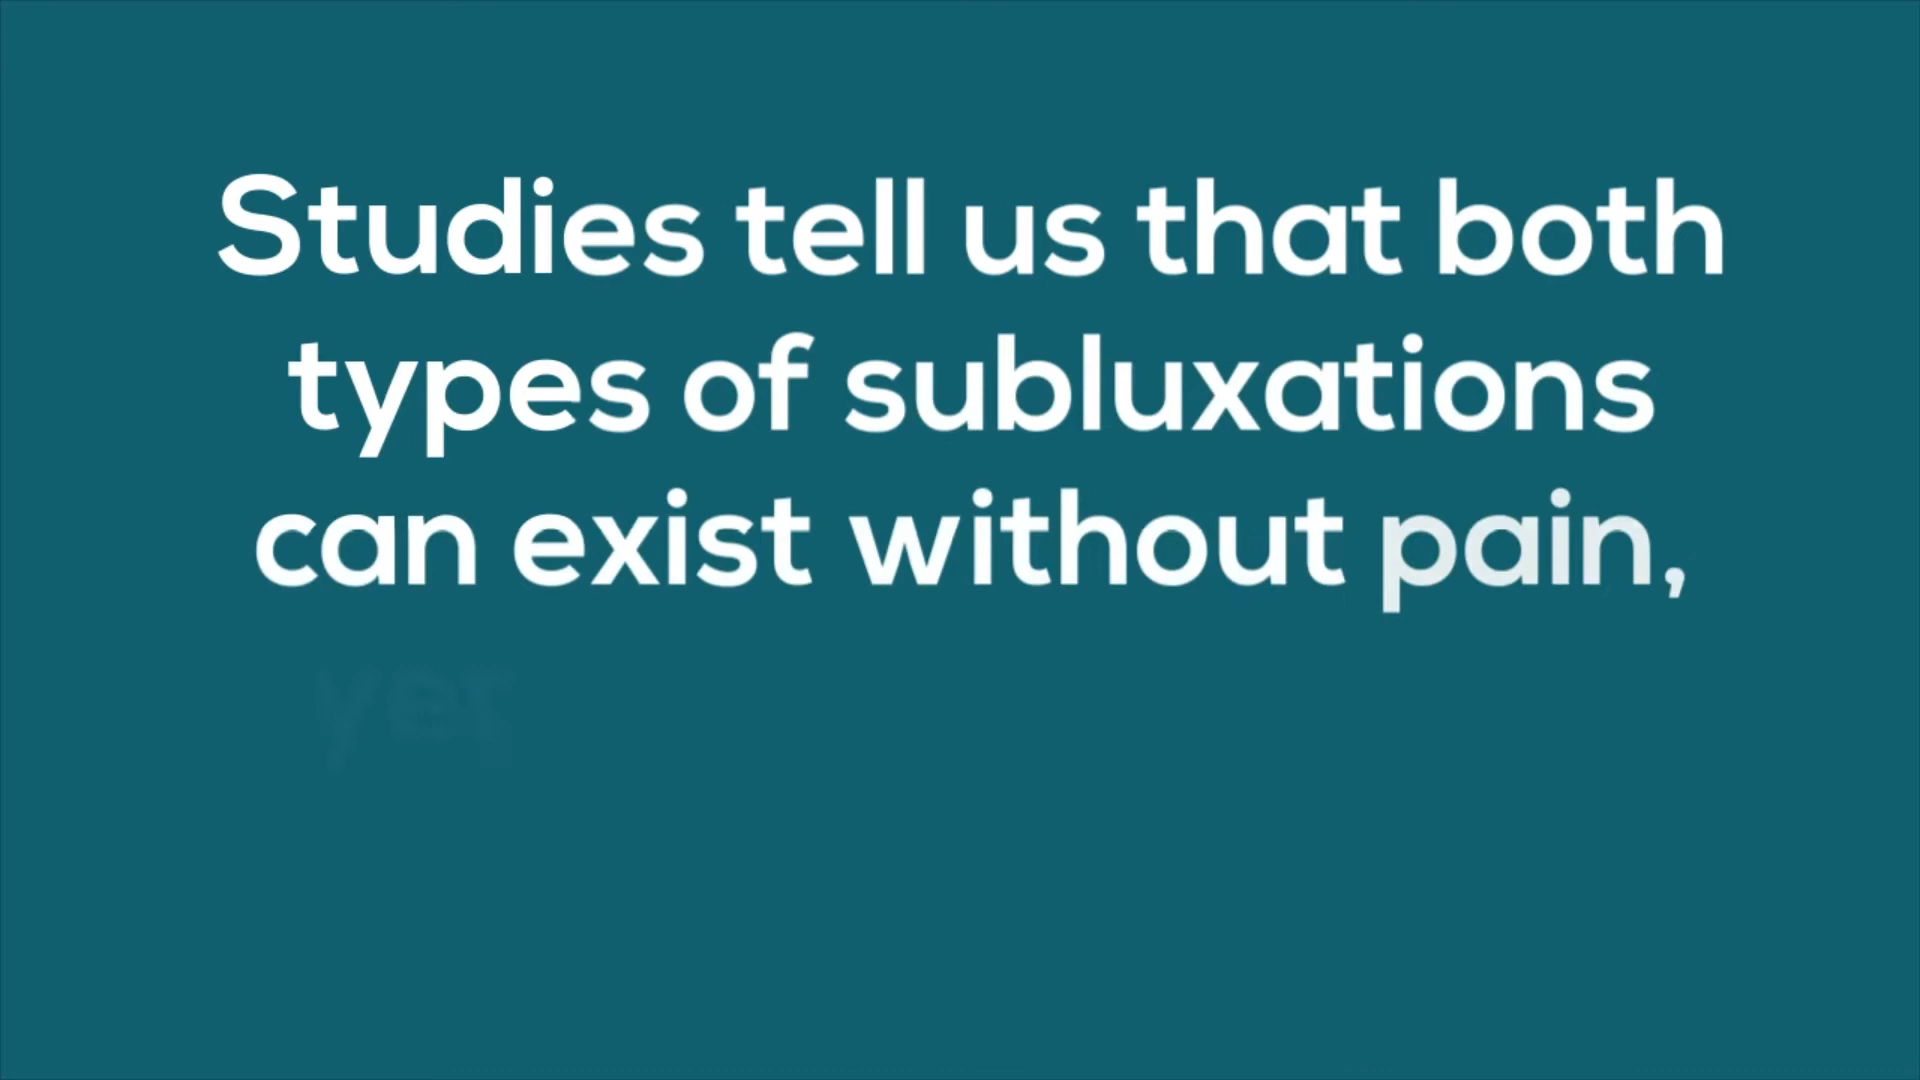 Studies tell us that both
types of subluxations
can exist without pain,